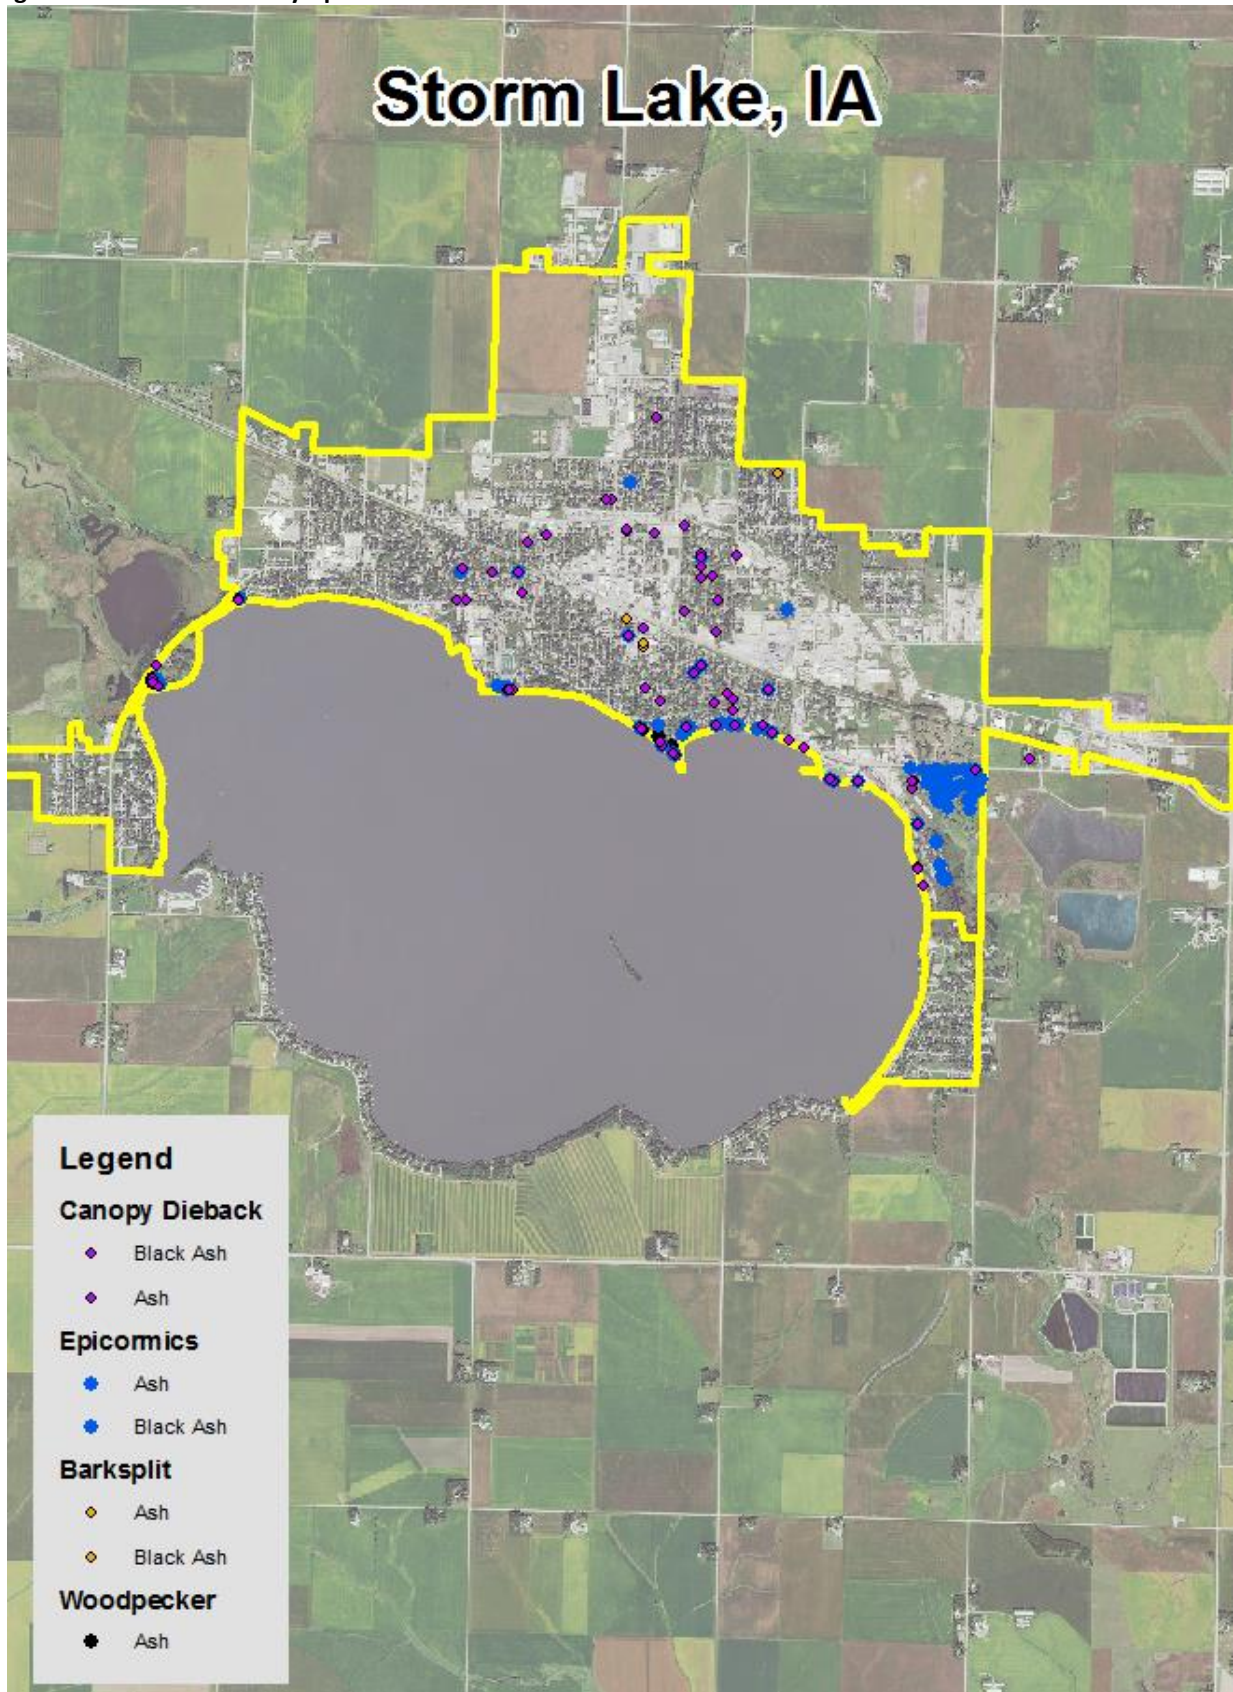 Storm Lake, IA
Legend
Canopy Dieback
Black Ash
Ash
Epicormics
Ash
Black Ash
Barksplit
Ash
Black Ash
Woodpecker
Ash